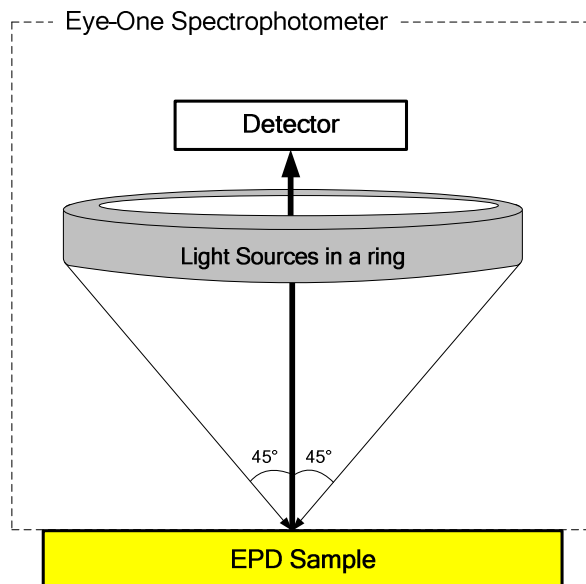 Eye-One Spectrophotometer
Detector
Light Sources in a ring
45° 45°
EPD Sample